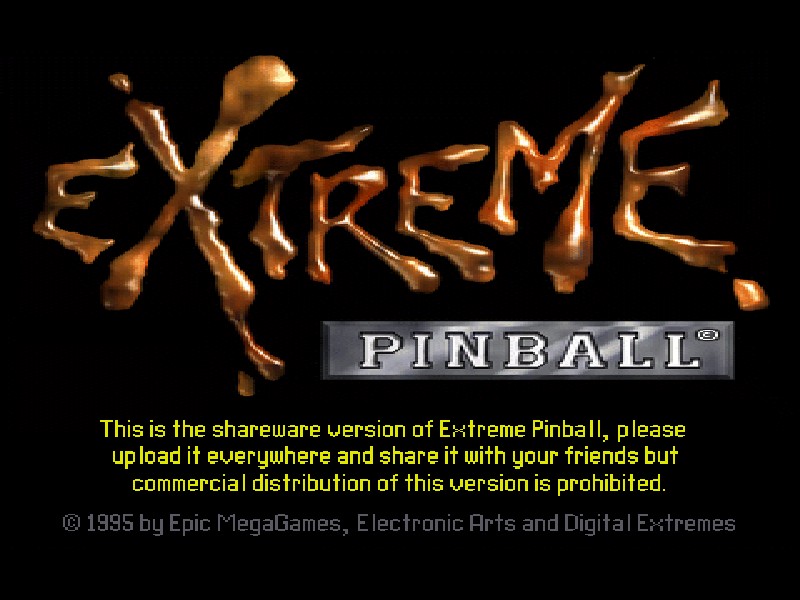 EXTREME
PINBALL©
This is the shareware version of Extreme Pinball, please
upload it everywhere and share it with your friends but
commercial distribution of this version is prohibited.
© 1995 by Epic MegaGames, Electronic Arts and Digital Extremes